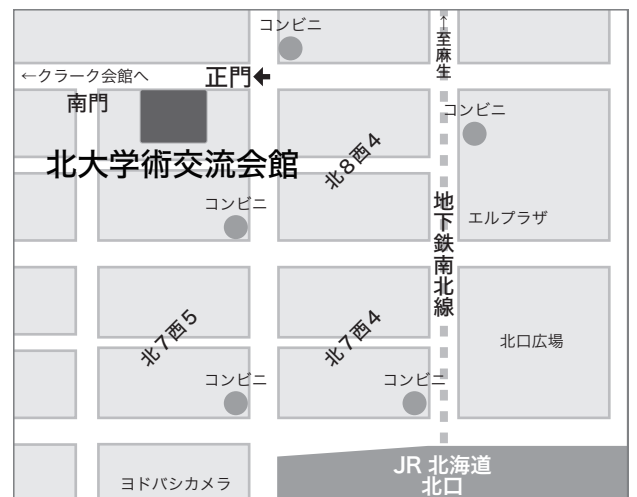 コンビニ
←至麻生
←クラーク会館へ
正門←
南門
コンビニ
北大学術交流会館
北8西4
コンビニ
地下鉄南北線
エルプラザ
北7西5
北7西4
北口広場
コンビニ
コンビニ
JR 北海道
北口
ヨドバシカメラ